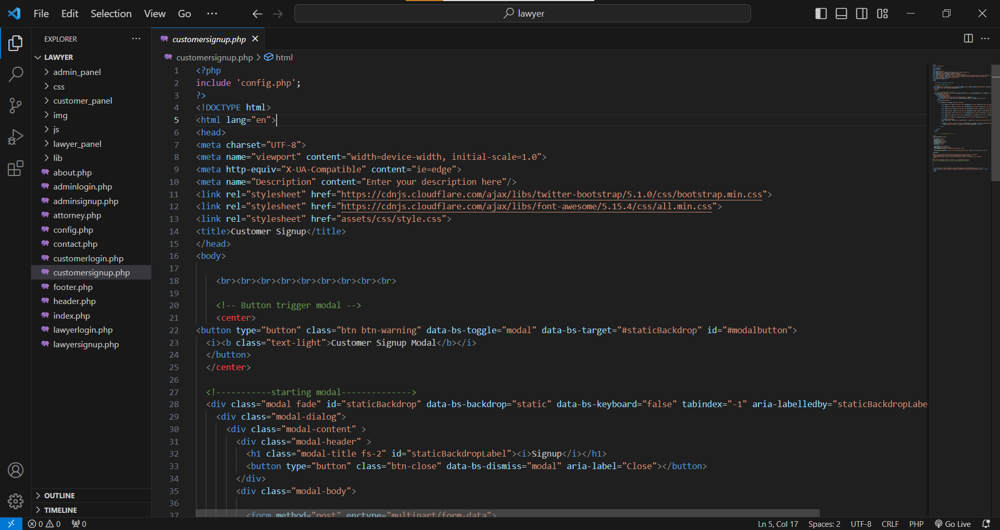 File Edit Selection View Go ··· lawyer
EXPLORER ···
LAWYER
admin_panel
css
customer_panel
img
js
lawyer_panel
lib
about.php
adminlogin.php
adminsignup.php
attorney.php
config.php
contact.php
customerlogin.php
customersignup.php
footer.php
header.php
index.php
lawyerlogin.php
lawyersignup.php
OUTLINE
TIMELINE
customersignup.php
customersignup.php > html
1 <?php
2 include 'config.php';
3 ?>
4 <!DOCTYPE html>
5 <html lang="en">
6 <head>
7 <meta charset="UTF-8">
8 <meta name="viewport" content="width=device-width, initial-scale=1.0">
9 <meta http-equiv="X-UA-Compatible" content="ie=edge">
10 <meta name="Description" content="Enter your description here"/>
11 <link rel="stylesheet" href="https://cdnjs.cloudflare.com/ajax/libs/twitter-bootstrap/5.1.0/css/bootstrap.min.css">
12 <link rel="stylesheet" href="https://cdnjs.cloudflare.com/ajax/libs/font-awesome/5.15.4/css/all.min.css">
13 <link rel="stylesheet" href="assets/css/style.css">
14 <title>Customer Signup</title>
15 </head>
16 <body>
17
18 <br><br><br><br><br><br><br><br><br>
19
20 <!-- Button trigger modal -->
21 <center>
22 <button type="button" class="btn btn-warning" data-bs-toggle="modal" data-bs-target="#staticBackdrop" id="#modalbutton">
23 <i><b class="text-light">Customer Signup Modal</b></i>
24 </button>
25 </center>
26
27 <!-----------starting modal-------------->
28 <div class="modal fade" id="staticBackdrop" data-bs-backdrop="static" data-bs-keyboard="false" tabindex="-1" aria-labelledby="staticBackdropLabe
29 <div class="modal-dialog">
30 <div class="modal-content" >
31 <div class="modal-header" >
32 <h1 class="modal-title fs-2" id="staticBackdropLabel"><i>Signup</i></h1>
33 <button type="button" class="btn-close" data-bs-dismiss="modal" aria-label="Close"></button>
34 </div>
35 <div class="modal-body">
36
37 <form method="post" enctype="multipart/form-data">
0 0 0 Ln 5, Col 17 Spaces: 2 UTF-8 CRLF PHP Go Live